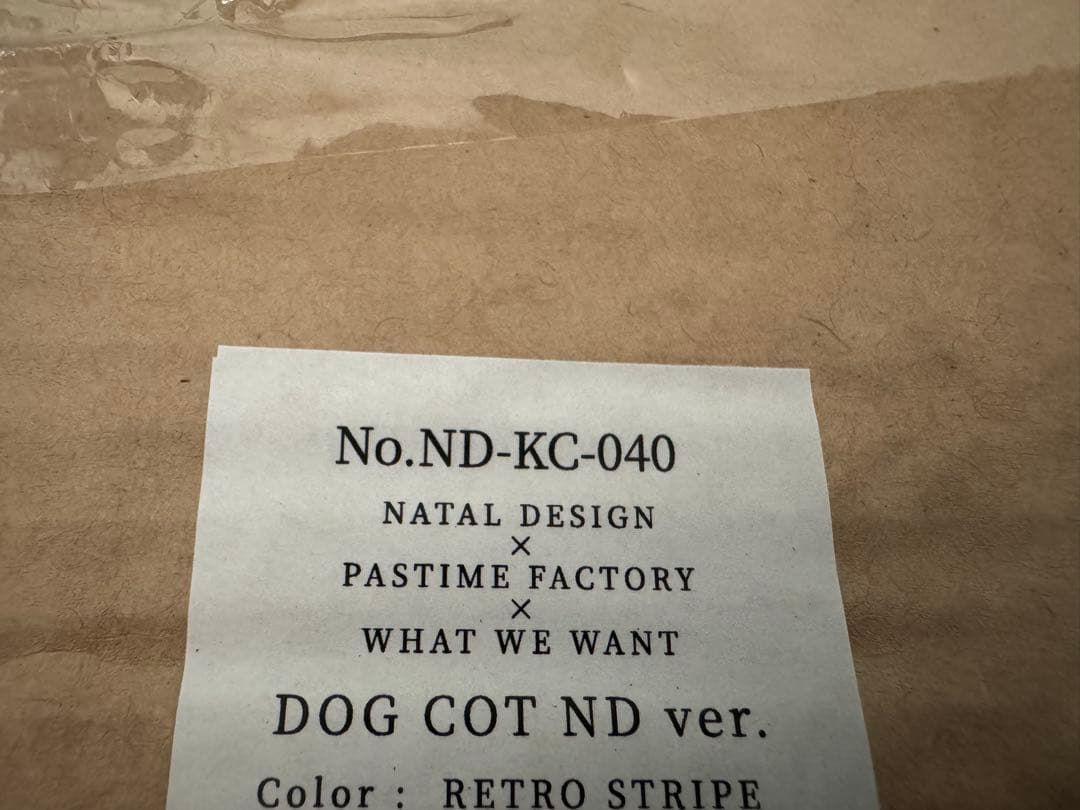 No.ND-KC-040
NATAL DESIGN
×
PASTIME FACTORY
×
WHAT WE WANT
DOG COT ND ver.
Color : RETRO STRIPE